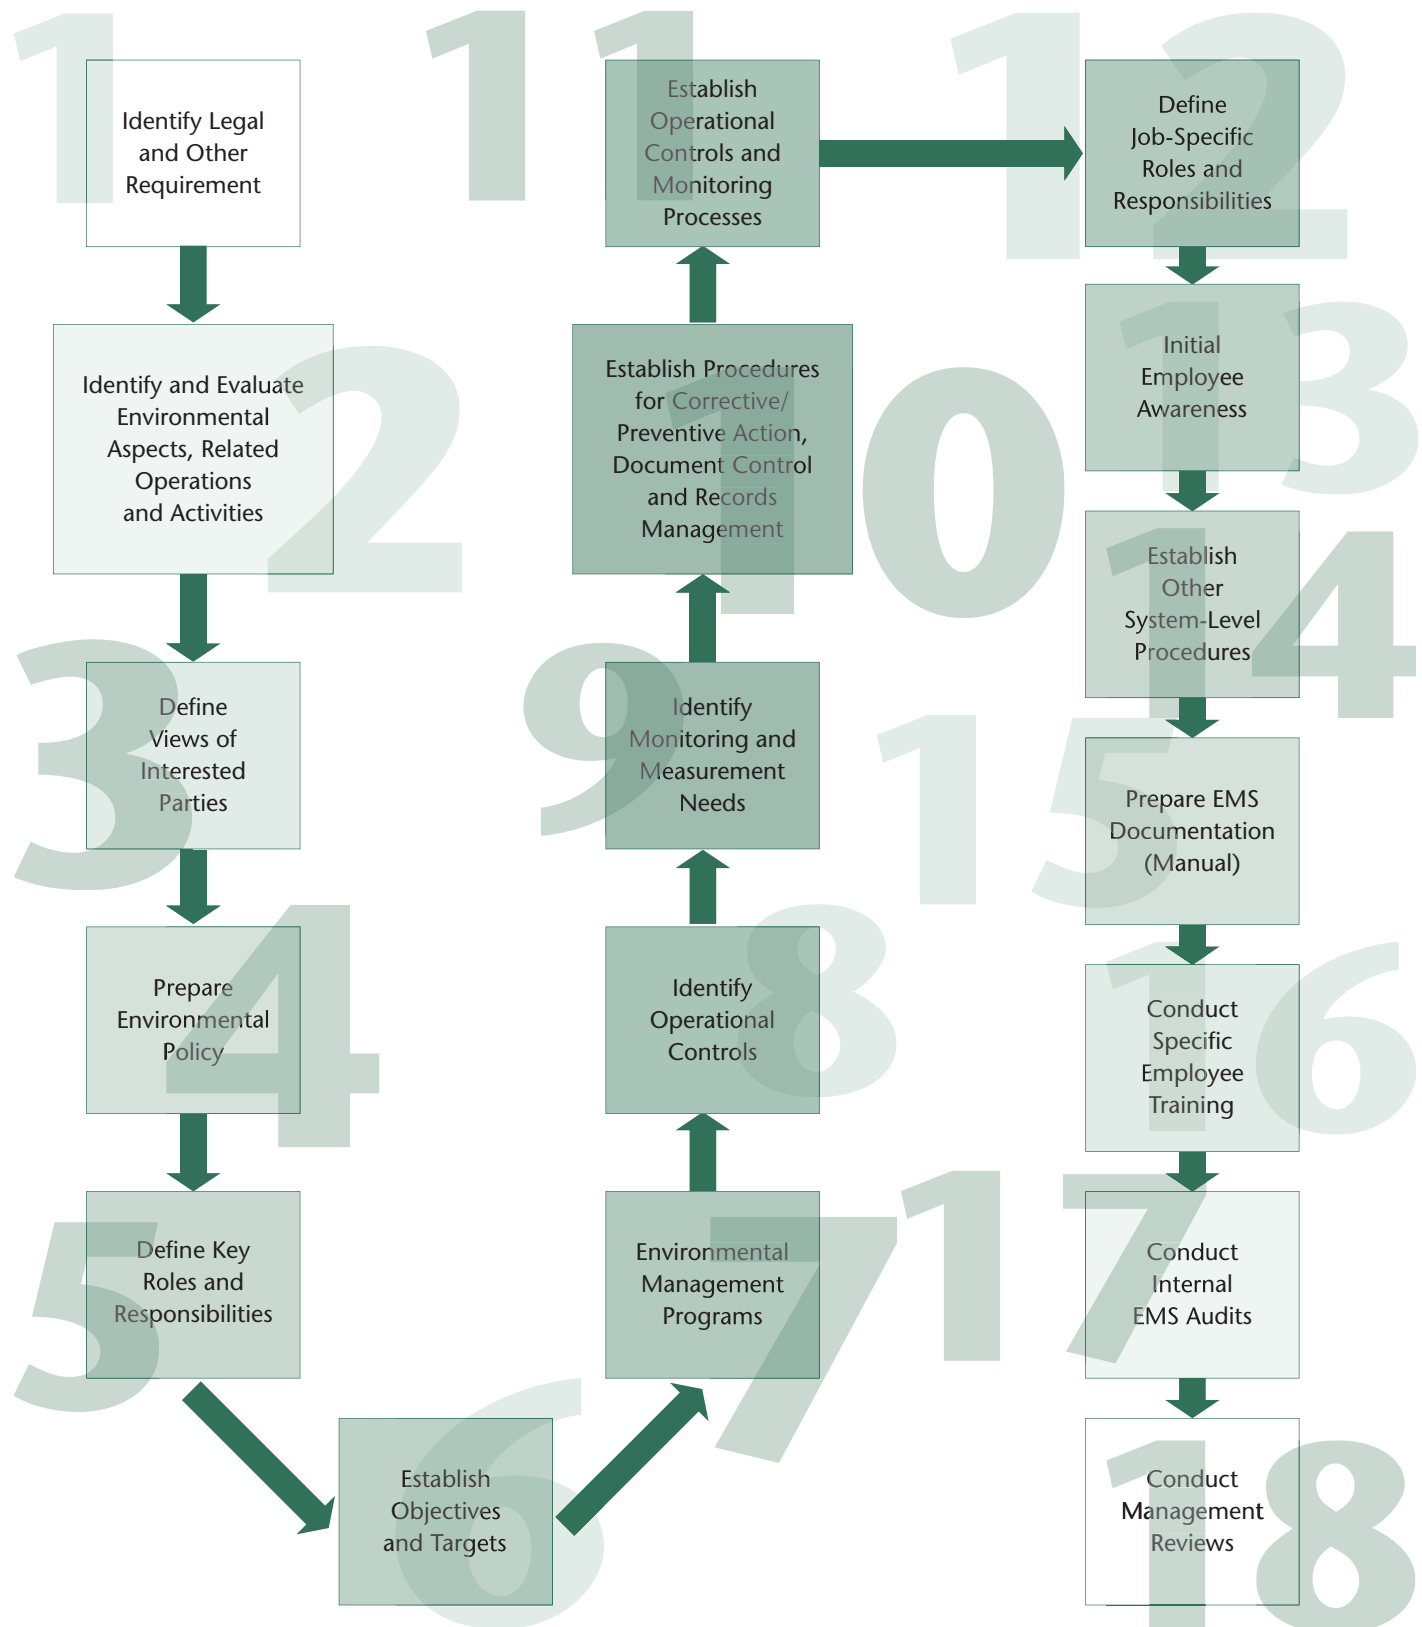 1
Identify Legal
and Other
Requirement
2
Identify and Evaluate
Environmental
Aspects, Related
Operations
and Activities
3
Define
Views of
Interested
Parties
4
Prepare
Environmental
Policy
5
Define Key
Roles and
Responsibilities
6
Establish
Objectives
and Targets
7
Environmental
Management
Programs
8
Identify
Operational
Controls
9
Identify
Monitoring and
Measurement
Needs
10
Establish Procedures
for Corrective/
Preventive Action,
Document Control
and Records
Management
11
Establish
Operational
Controls and
Monitoring
Processes
12
Define
Job-Specific
Roles and
Responsibilities
13
Initial
Employee
Awareness
14
Establish
Other
System-Level
Procedures
15
Prepare EMS
Documentation
(Manual)
16
Conduct
Specific
Employee
Training
17
Conduct
Internal
EMS Audits
18
Conduct
Management
Reviews